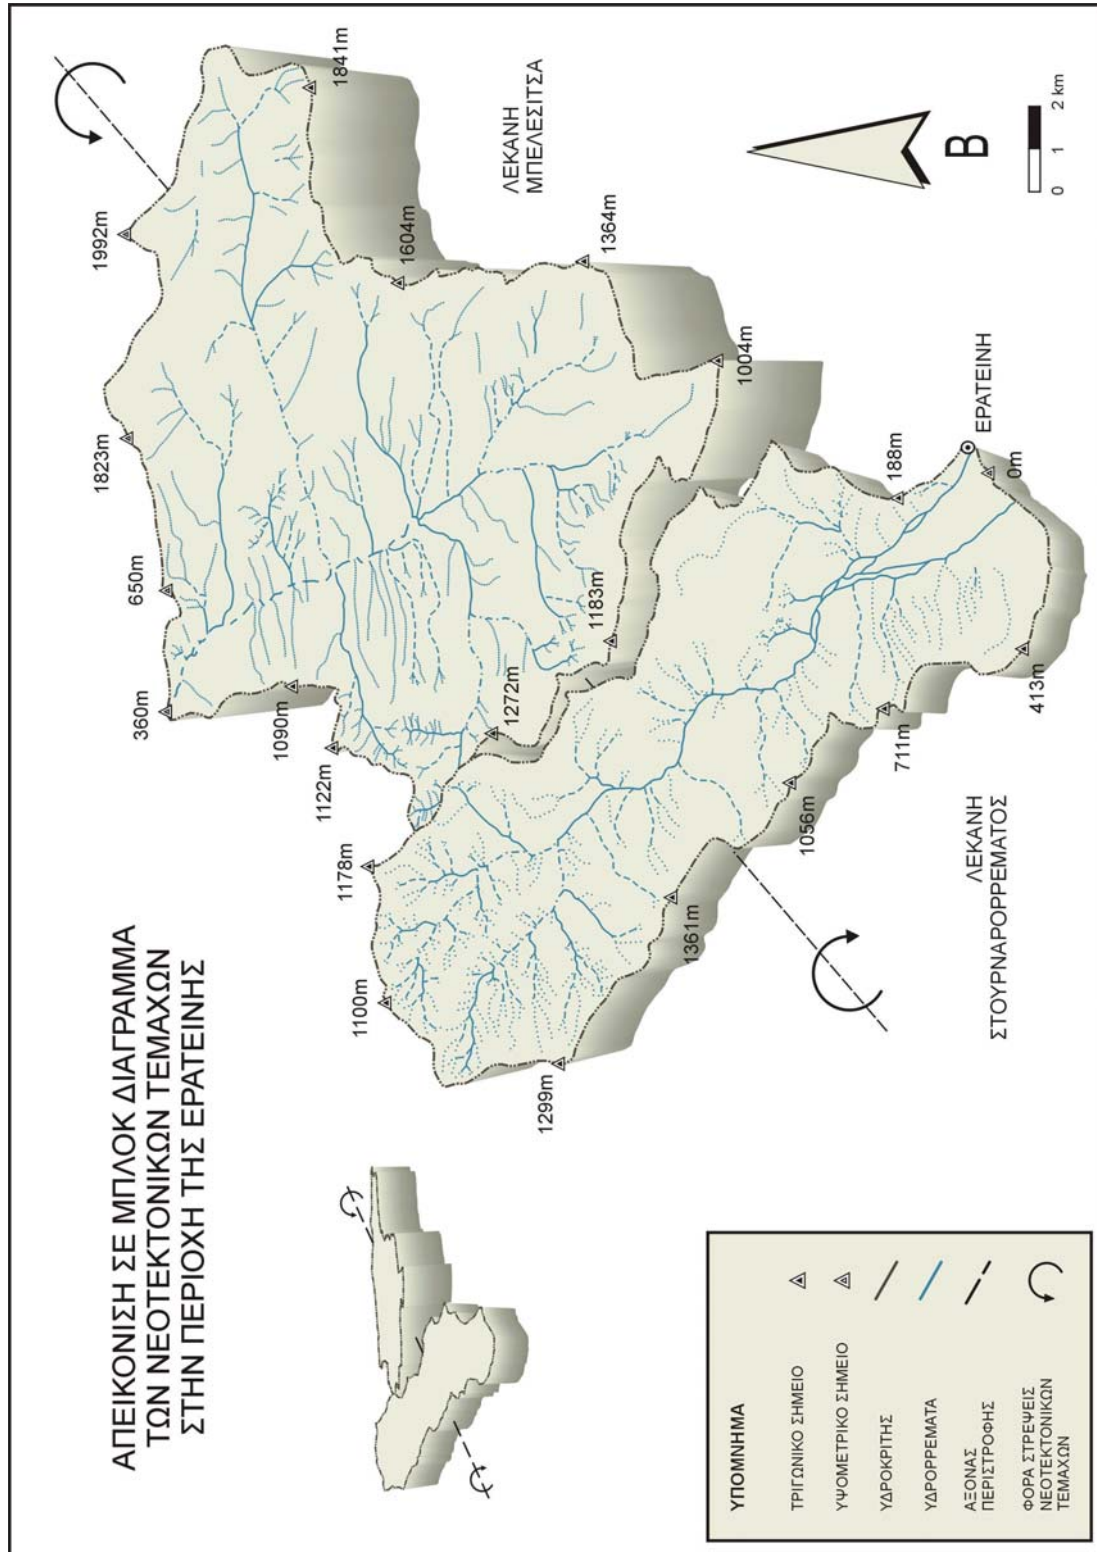 ΑΠΕΙΚΟΝΙΣΗ ΣΕ ΜΠΛΟΚ ΔΙΑΓΡΑΜΜΑ
ΤΩΝ ΝΕΟΤΕΚΤΟΝΙΚΩΝ ΤΕΜΑΧΩΝ
ΣΤΗΝ ΠΕΡΙΟΧΗ ΤΗΣ ΕΡΑΤΕΙΝΗΣ
360m
650m
1823m
1992m
1841m
1090m
1122m
1178m
1100m
1299m
1272m
1183m
1604m
1364m
1004m
ΛΕΚΑΝΗ
ΜΠΕΛΕΣΙΤΣΑ
1361m
1056m
711m
413m
188m
0m
ΕΡΑΤΕΙΝΗ
ΛΕΚΑΝΗ
ΣΤΟΥΡΝΑΡΟΡΡΕΜΑΤΟΣ
Β
0 1 2 km
ΥΠΟΜΝΗΜΑ
ΤΡΙΓΩΝΙΚΟ ΣΗΜΕΙΟ
ΥΨΟΜΕΤΡΙΚΟ ΣΗΜΕΙΟ
ΥΔΡΟΚΡΙΤΗΣ
ΥΔΡΟΡΡΕΜΑΤΑ
ΑΞΟΝΑΣ
ΠΕΡΙΣΤΡΟΦΗΣ
ΦΟΡΑ ΣΤΡΕΨΕΙΣ
ΝΕΟΤΕΚΤΟΝΙΚΩΝ
ΤΕΜΑΧΩΝ